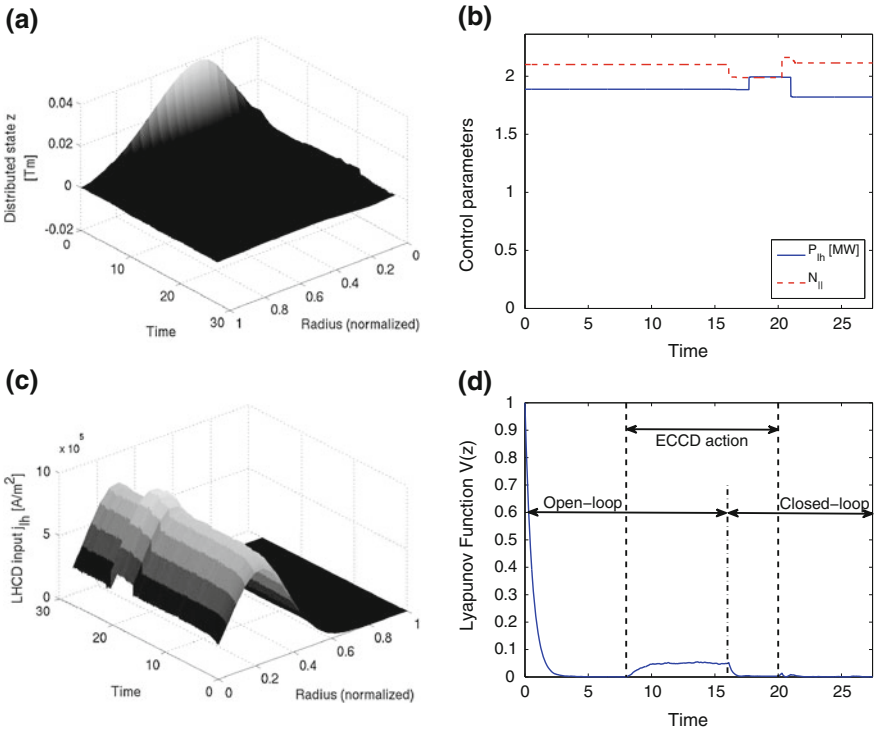 (a)
Distributed state z
[Tm]
0.04
0.02
0
-0.02
0
10
20
30
Time
1
0.8
0.6
0.4
0.2
0
Radius (normalized)
(b)
Control parameters
2
1.5
1
0.5
0
0 5 10 15 20 25
Time
P_lh [MW]
N_||
(c)
LHCD input j_lh [A/m^2]
x 10^5
10
5
0
30
20
10
0
Time
0
0.2
0.4
0.6
0.8
1
Radius (normalized)
(d)
Lyapunov Function V(z)
1
0.9
0.8
0.7
0.6
0.5
0.4
0.3
0.2
0.1
0
ECCD action
Open-loop
Closed-loop
0 5 10 15 20 25
Time